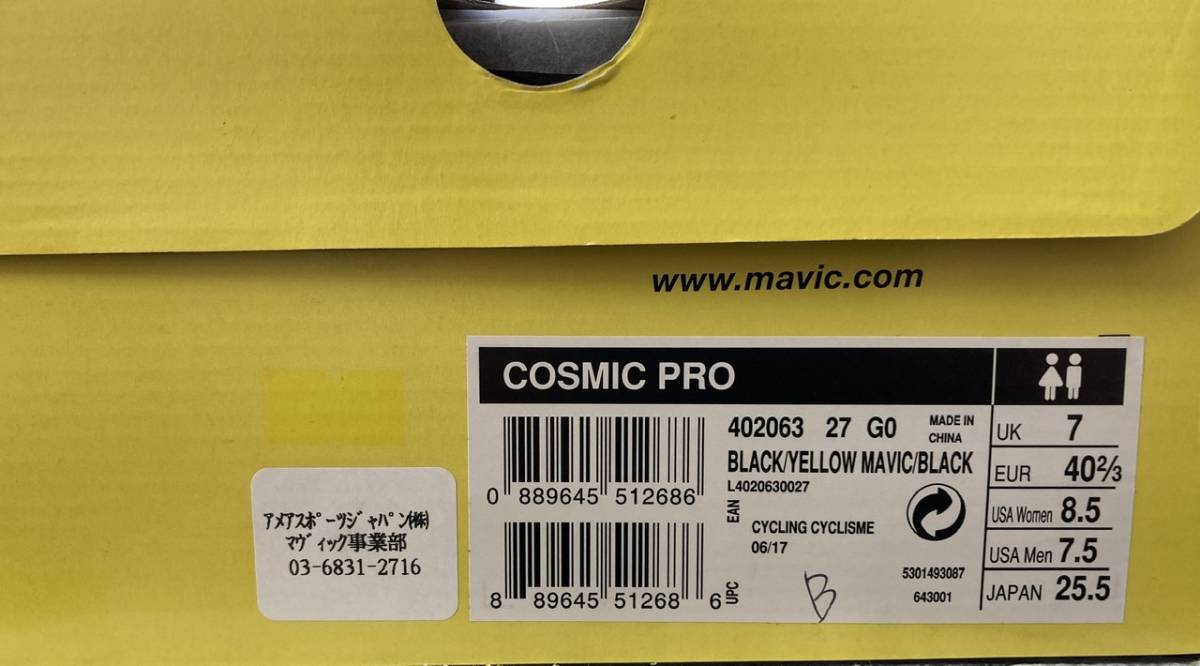 www.mavic.com
COSMIC PRO
402063 27 G0 MADE IN CHINA
BLACK/YELLOW MAVIC/BLACK
L4020630027
0 889645 512686
EAN
CYCLING CYCLISME
06/17
8 89645 51268 6
UPC
5301493087
643001
B
UK 7
EUR 40⅔
USA Women 8.5
USA Men 7.5
JAPAN 25.5
アメアスポーツジャパン㈱
マヴィック事業部
03-6831-2716